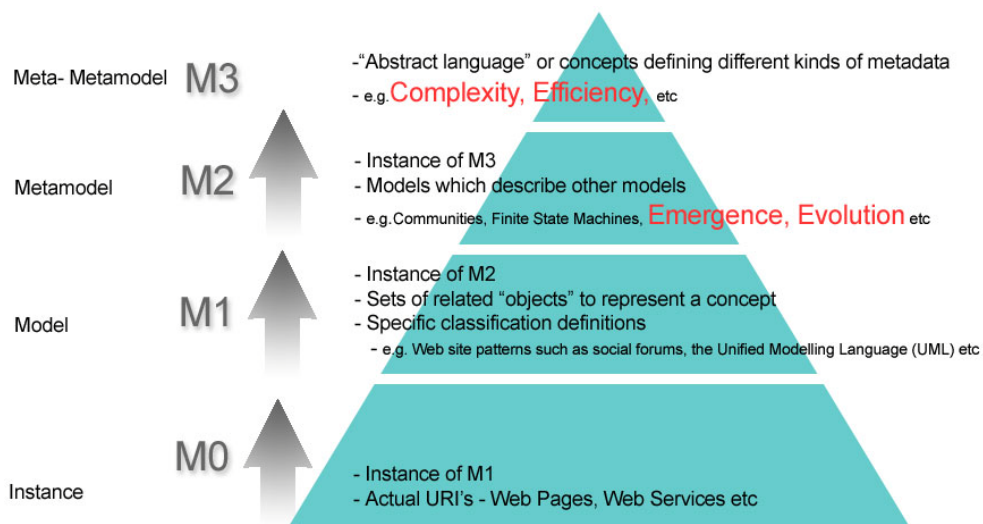 Meta- Metamodel M3
-“Abstract language” or concepts defining different kinds of metadata
- e.g.Complexity, Efficiency, etc
Metamodel M2
- Instance of M3
- Models which describe other models
- e.g.Communities, Finite State Machines, Emergence, Evolution etc
Model M1
- Instance of M2
- Sets of related “objects” to represent a concept
- Specific classification definitions
- e.g. Web site patterns such as social forums, the Unified Modelling Language (UML) etc
Instance M0
- Instance of M1
- Actual URI's - Web Pages, Web Services etc